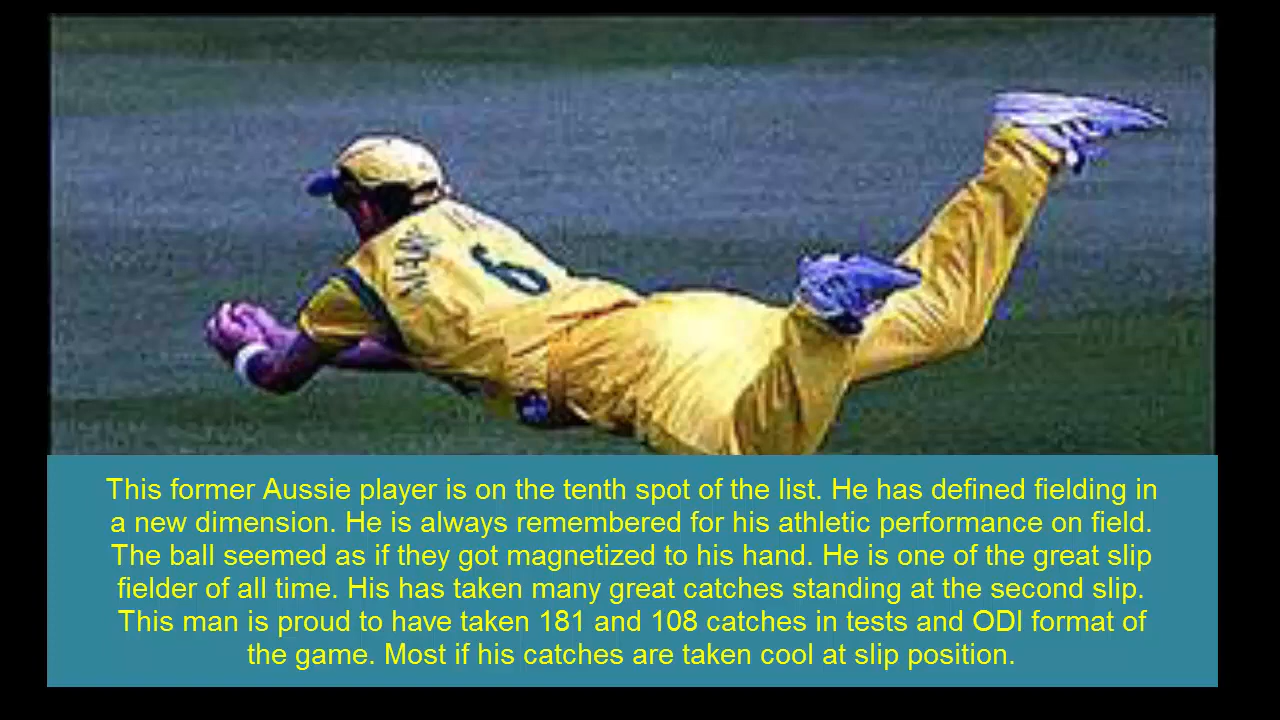 6
This former Aussie player is on the tenth spot of the list. He has defined fielding in
a new dimension. He is always remembered for his athletic performance on field.
The ball seemed as if they got magnetized to his hand. He is one of the great slip
fielder of all time. His has taken many great catches standing at the second slip.
This man is proud to have taken 181 and 108 catches in tests and ODI format of
the game. Most if his catches are taken cool at slip position.